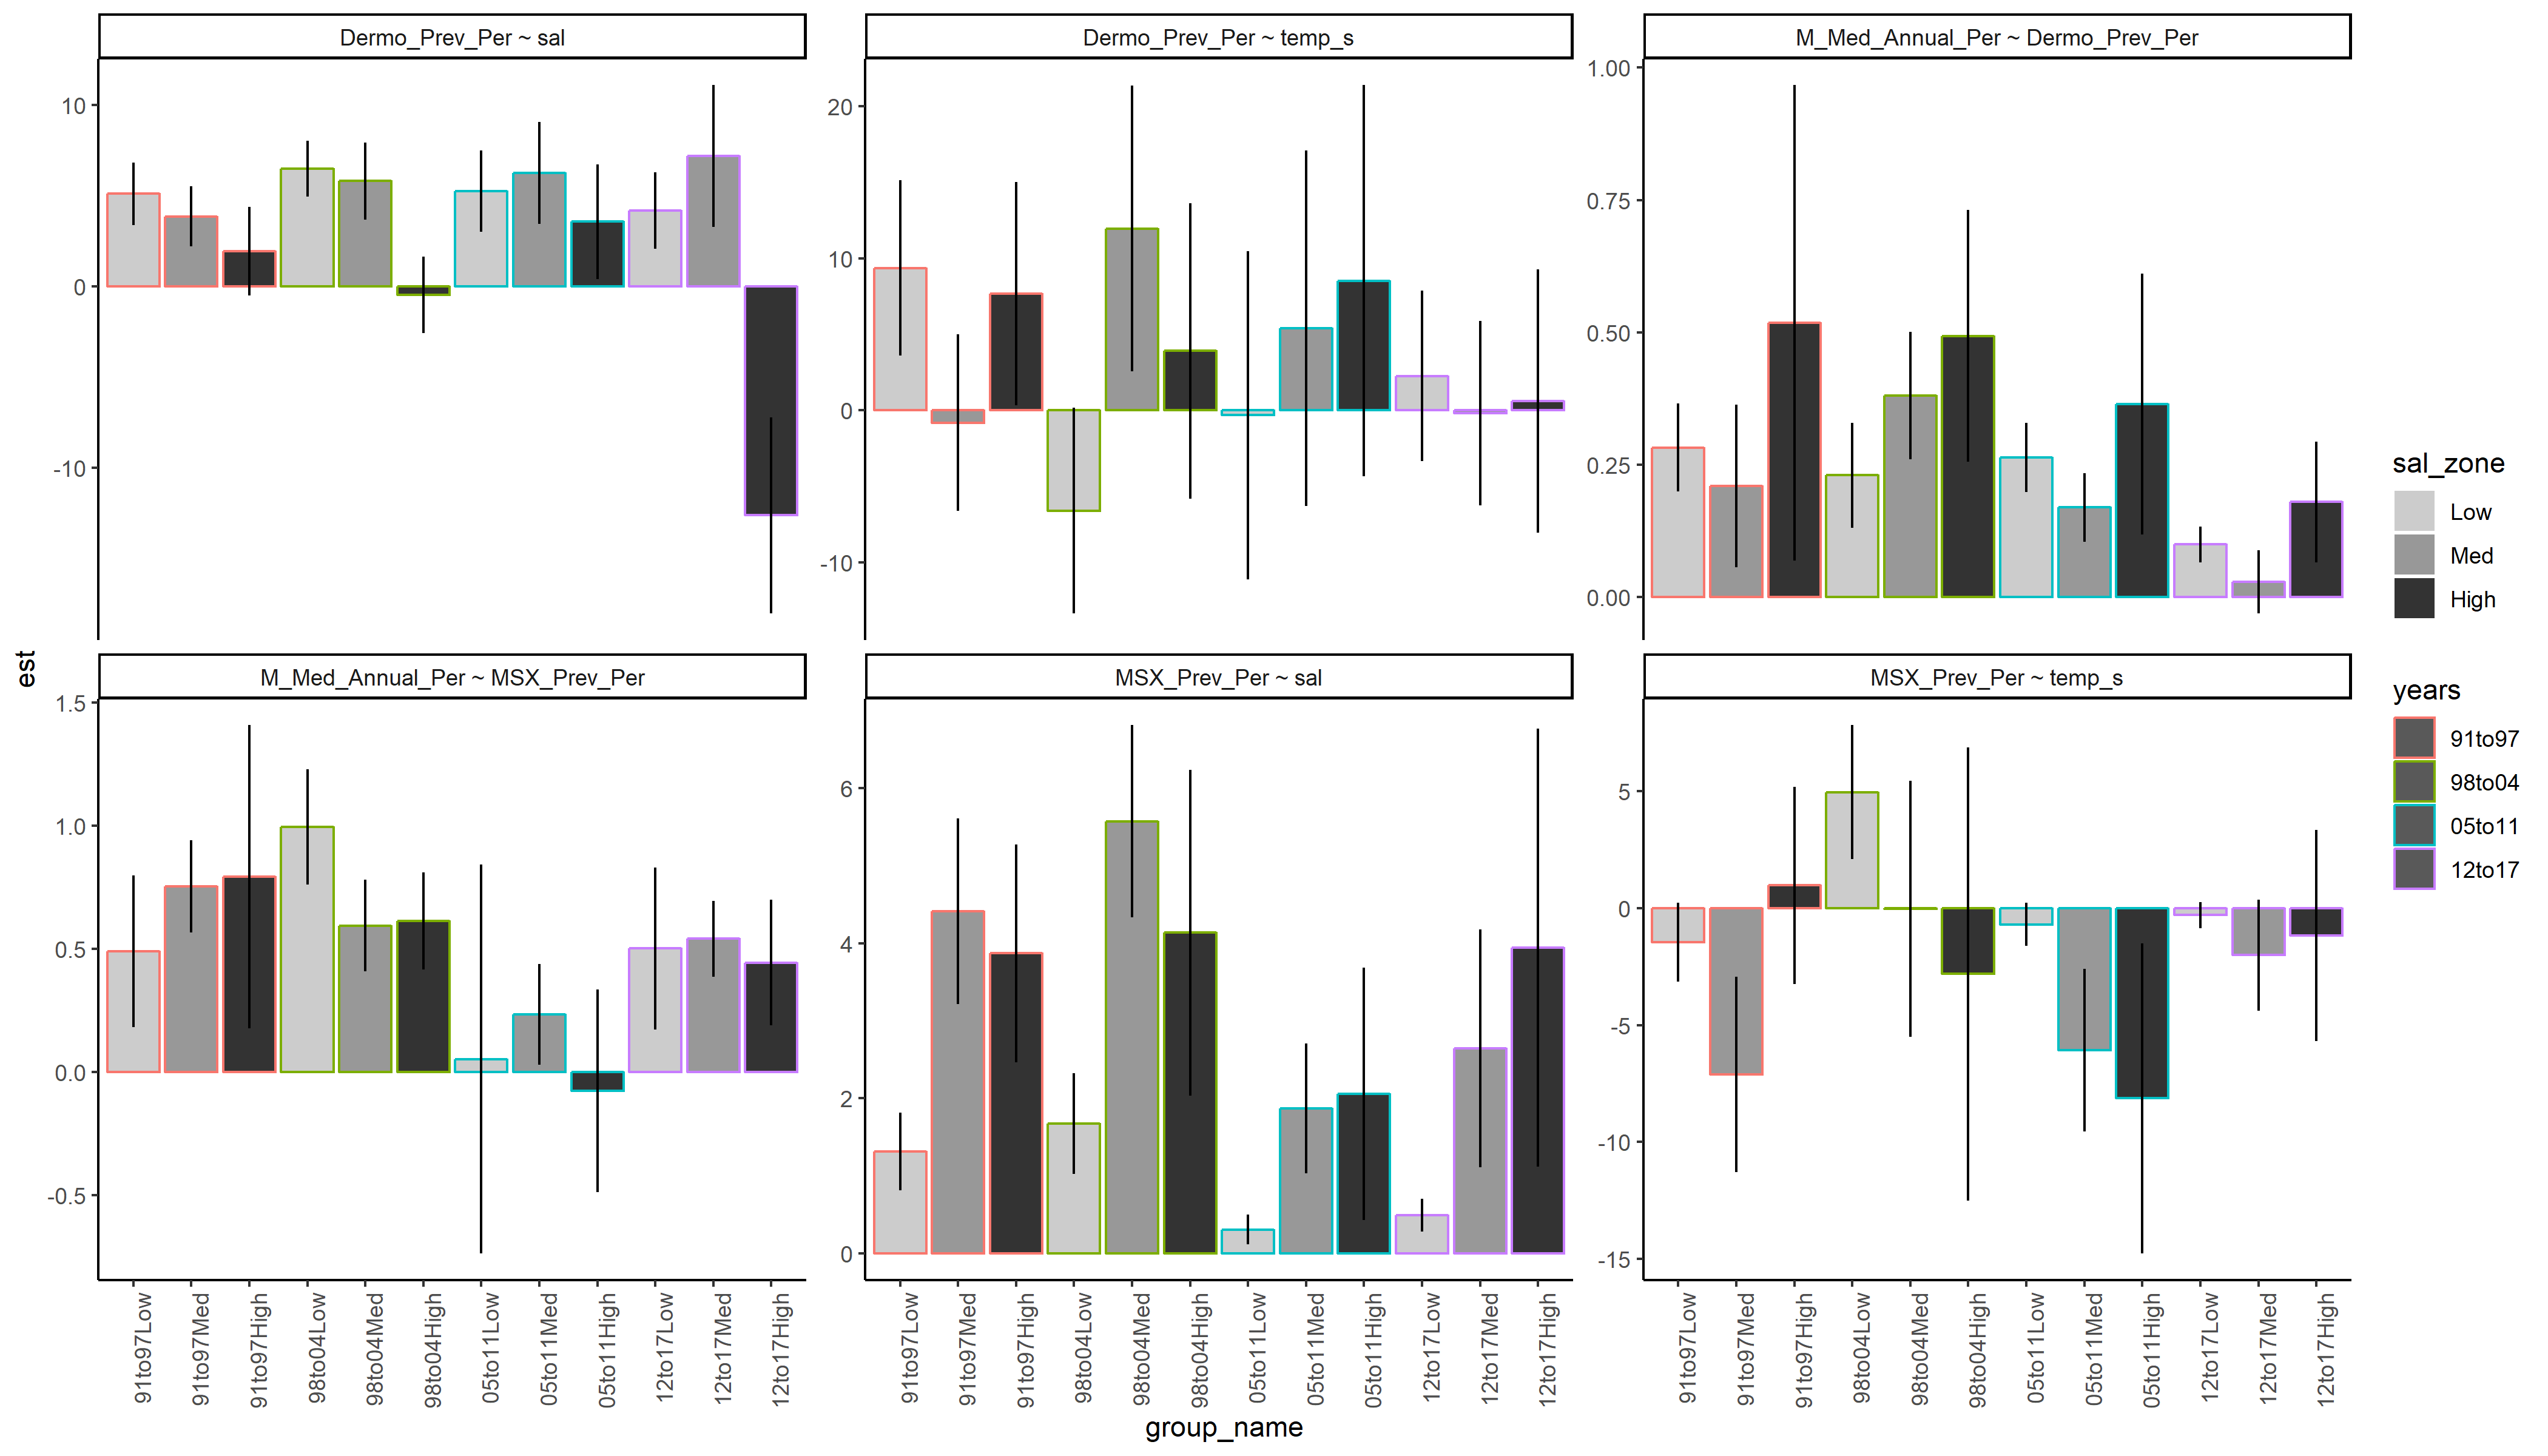 Dermo_Prev_Per ~ sal
Dermo_Prev_Per ~ temp_s
M_Med_Annual_Per ~ Dermo_Prev_Per
10
0
-10
20
10
0
-10
1.00
0.75
0.50
0.25
0.00
est
M_Med_Annual_Per ~ MSX_Prev_Per
MSX_Prev_Per ~ sal
MSX_Prev_Per ~ temp_s
1.5
1.0
0.5
0.0
-0.5
6
4
2
0
5
0
-5
-10
-15
91to97Low
91to97Med
91to97High
98to04Low
98to04Med
98to04High
05to11Low
05to11Med
05to11High
12to17Low
12to17Med
12to17High
91to97Low
91to97Med
91to97High
98to04Low
98to04Med
98to04High
05to11Low
05to11Med
05to11High
12to17Low
12to17Med
12to17High
91to97Low
91to97Med
91to97High
98to04Low
98to04Med
98to04High
05to11Low
05to11Med
05to11High
12to17Low
12to17Med
12to17High
group_name
sal_zone
Low
Med
High
years
91to97
98to04
05to11
12to17